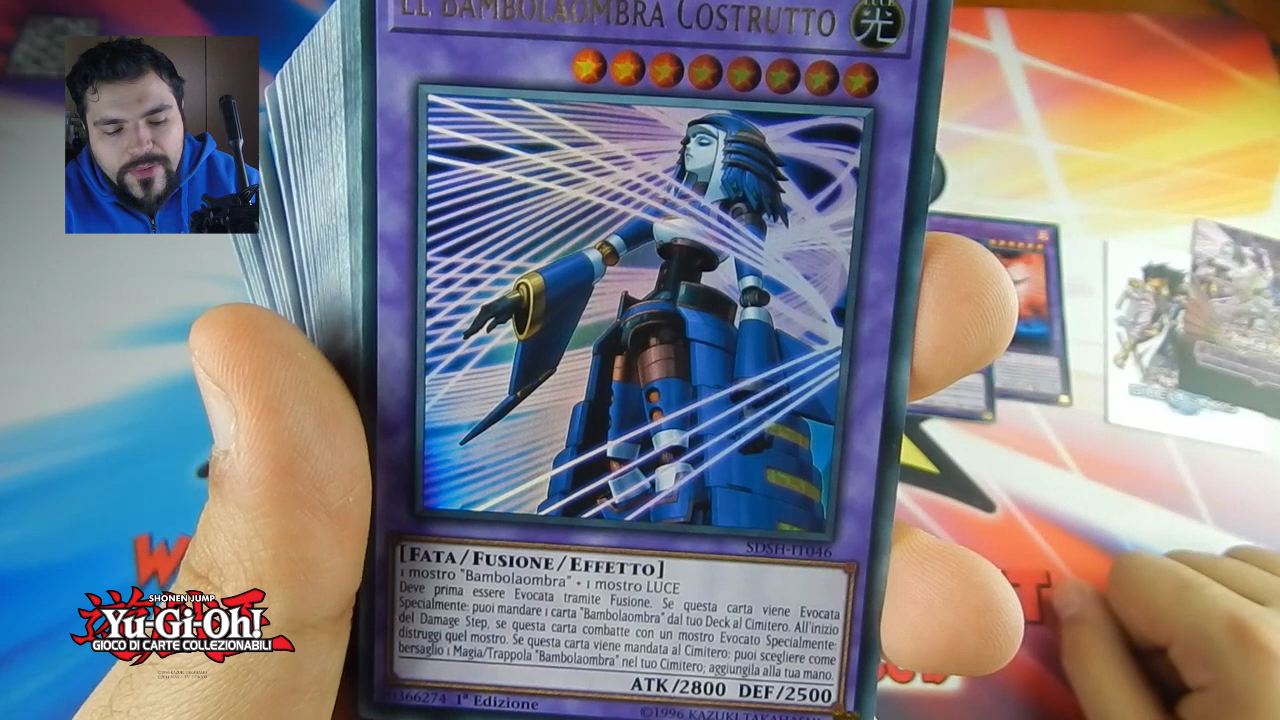 EL BAMBOLAOMBRA COSTRUTTO
LUCE
光
SDSH-IT046
[FATA/FUSIONE/EFFETTO]
1 mostro "Bambolaombra" + 1 mostro LUCE
Deve prima essere Evocata tramite Fusione. Se questa carta viene Evocata
Specialmente: puoi mandare 1 carta "Bambolaombra" dal tuo Deck al Cimitero. All'inizio
del Damage Step, se questa carta combatte con un mostro Evocato Specialmente:
distruggi quel mostro. Se questa carta viene mandata al Cimitero: puoi scegliere come
bersaglio 1 Magia/Trappola "Bambolaombra" nel tuo Cimitero; aggiungila alla tua mano.
ATK/2800 DEF/2500
0366274 1ª Edizione
©1996 KAZUKI TAKAHASHI
SHONEN JUMP
Yu-Gi-Oh!
GIOCO DI CARTE COLLEZIONABILI